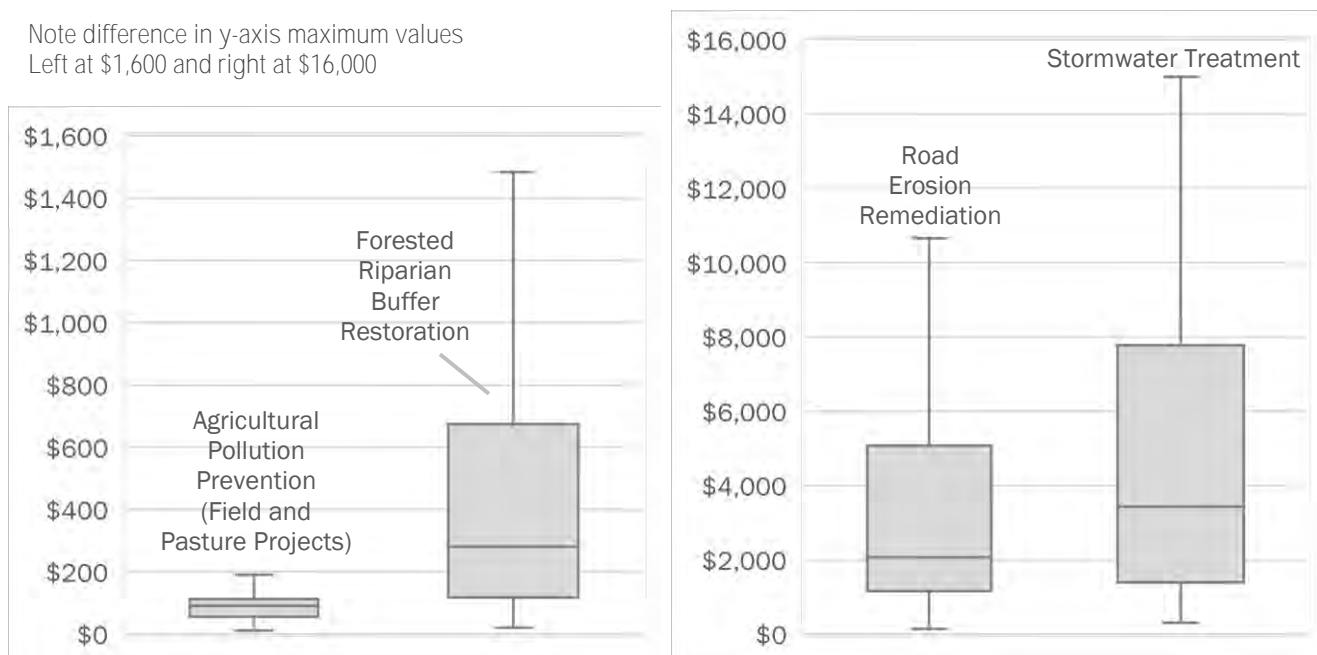 Note difference in y-axis maximum values
Left at $1,600 and right at $16,000
$1,600
$1,400
$1,200
$1,000
$800
$600
$400
$200
$0
Forested
Riparian
Buffer
Restoration
Agricultural
Pollution
Prevention
(Field and
Pasture Projects)
$16,000
$14,000
$12,000
$10,000
$8,000
$6,000
$4,000
$2,000
$0
Stormwater Treatment
Road
Erosion
Remediation